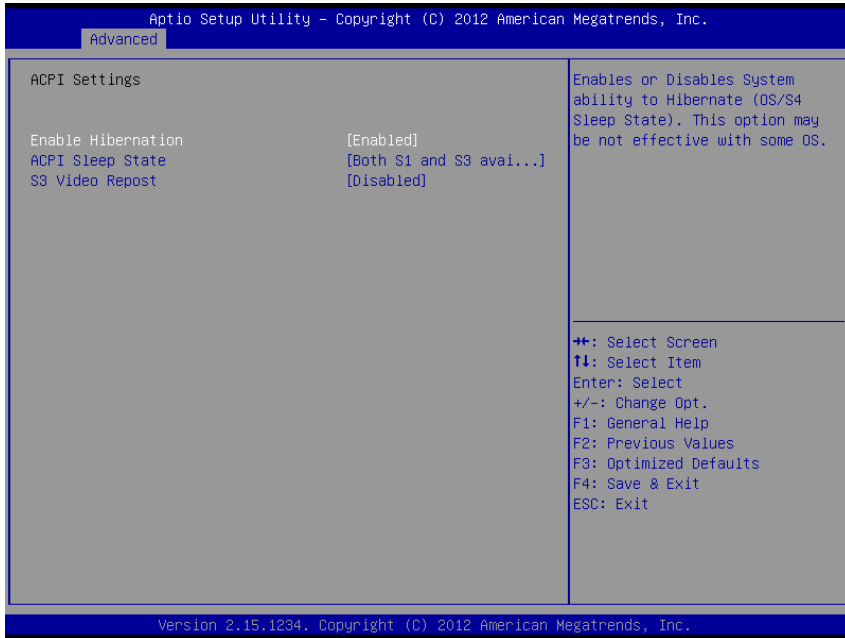 Aptio Setup Utility – Copyright (C) 2012 American Megatrends, Inc.
Advanced
ACPI Settings
Enable Hibernation [Enabled]
ACPI Sleep State [Both S1 and S3 avai...]
S3 Video Repost [Disabled]
Enables or Disables System
ability to Hibernate (OS/S4
Sleep State). This option may
be not effective with some OS.
→←: Select Screen
↑↓: Select Item
Enter: Select
+/-: Change Opt.
F1: General Help
F2: Previous Values
F3: Optimized Defaults
F4: Save & Exit
ESC: Exit
Version 2.15.1234. Copyright (C) 2012 American Megatrends, Inc.